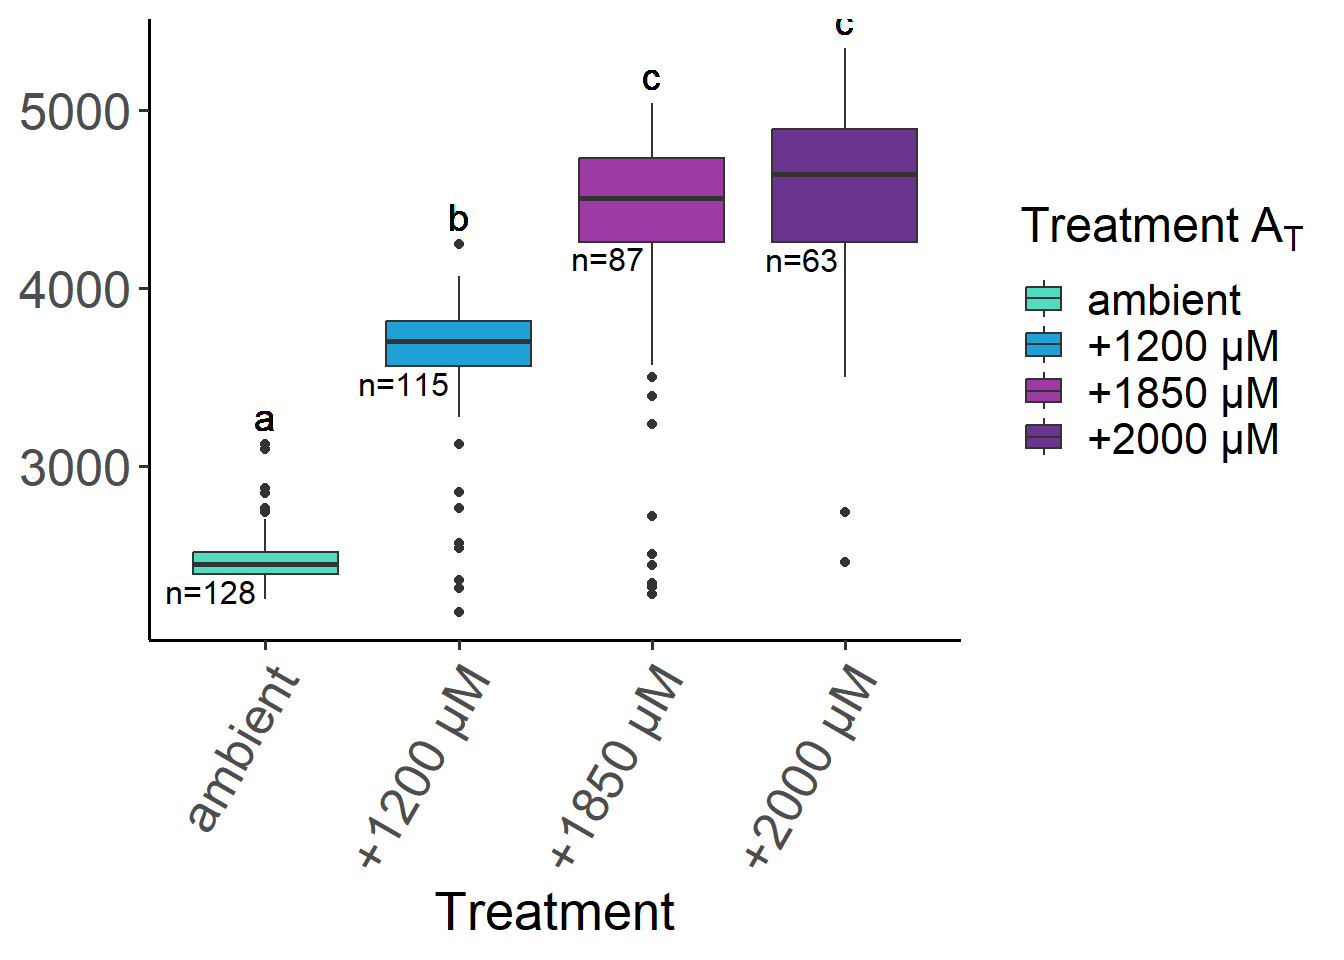 c
5000
c
b
Treatment A_T
n=87
n=63
4000
ambient
+1200 µM
n=115
+1850 µM
a
+2000 µM
3000
n=128
ambient
+1200 µM
+1850 µM
+2000 µM
Treatment